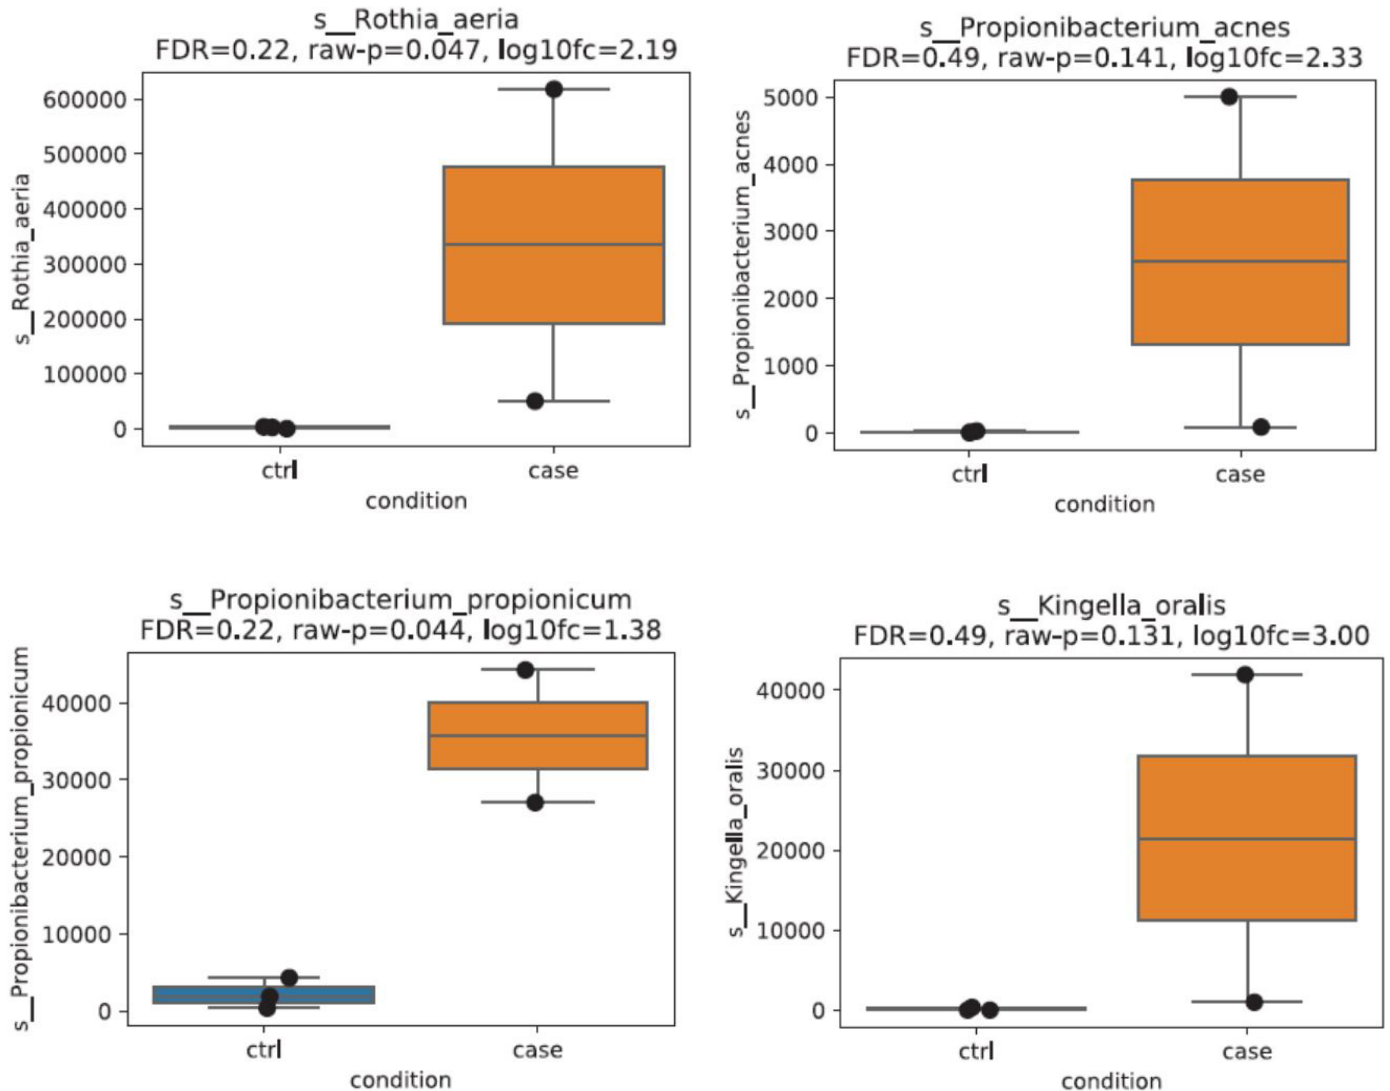 s__Rothia_aeria
FDR=0.22, raw-p=0.047, log10fc=2.19
s__Rothia_aeria
600000
500000
400000
300000
200000
100000
0
ctrl
case
condition
s__Propionibacterium_acnes
FDR=0.49, raw-p=0.141, log10fc=2.33
s__Propionibacterium_acnes
5000
4000
3000
2000
1000
0
ctrl
case
condition
s__Propionibacterium_propionicum
FDR=0.22, raw-p=0.044, log10fc=1.38
s__Propionibacterium_propionicum
40000
30000
20000
10000
0
ctrl
case
condition
s__Kingella_oralis
FDR=0.49, raw-p=0.131, log10fc=3.00
s__Kingella_oralis
40000
30000
20000
10000
0
ctrl
case
condition